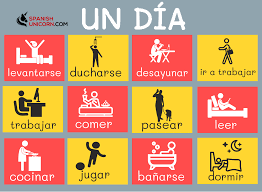 SPANISH
UNICORN.COM
UN DÍA
levantarse ducharse desayunar ir a trabajar
trabajar comer pasear leer
cocinar jugar bañarse dormir